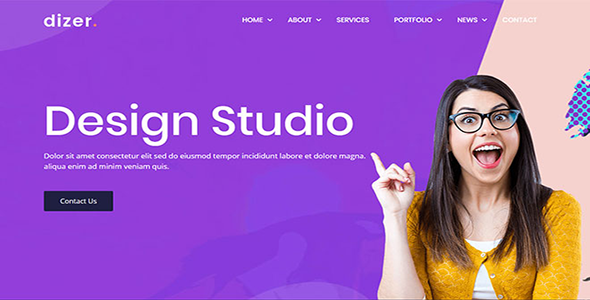 dizer.
HOME ABOUT SERVICES PORTFOLIO NEWS CONTACT
Design Studio
Dolor sit amet consectetur elit sed do eiusmod tempor incididunt labore et dolore magna.
aliqua enim ad minim veniam quis.
Contact Us